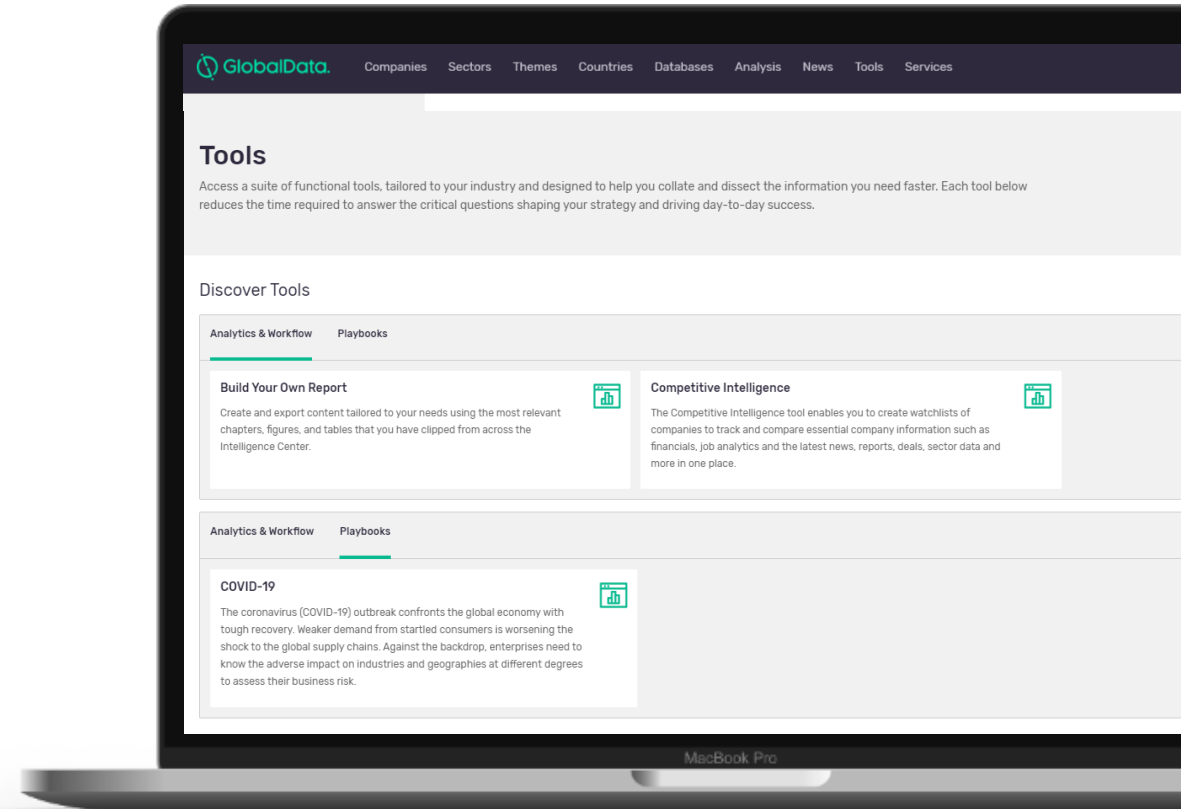 GlobalData. Companies Sectors Themes Countries Databases Analysis News Tools Services
Tools
Access a suite of functional tools, tailored to your industry and designed to help you collate and dissect the information you need faster. Each tool below
reduces the time required to answer the critical questions shaping your strategy and driving day-to-day success.
Discover Tools
Analytics & Workflow Playbooks
Build Your Own Report
Create and export content tailored to your needs using the most relevant
chapters, figures, and tables that you have clipped from across the
Intelligence Center.
Competitive Intelligence
The Competitive Intelligence tool enables you to create watchlists of
companies to track and compare essential company information such as
financials, job analytics and the latest news, reports, deals, sector data and
more in one place.
Analytics & Workflow Playbooks
COVID-19
The coronavirus (COVID-19) outbreak confronts the global economy with
tough recovery. Weaker demand from startled consumers is worsening the
shock to the global supply chains. Against the backdrop, enterprises need to
know the adverse impact on industries and geographies at different degrees
to assess their business risk.
MacBook Pro